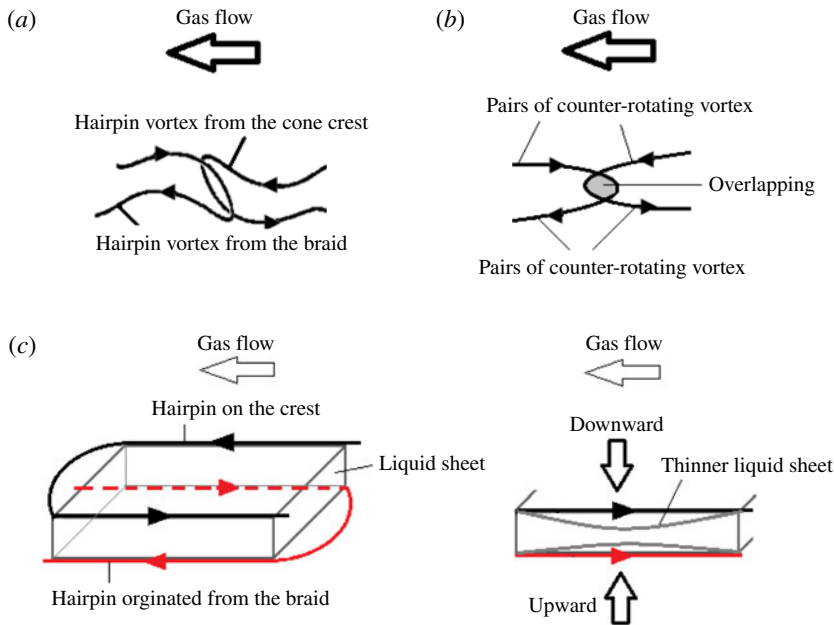 (a)
Gas flow
Hairpin vortex from the cone crest
Hairpin vortex from the braid
(b)
Gas flow
Pairs of counter-rotating vortex
Overlapping
Pairs of counter-rotating vortex
(c)
Gas flow
Hairpin on the crest
Liquid sheet
Hairpin orginated from the braid
Gas flow
Downward
Thinner liquid sheet
Upward